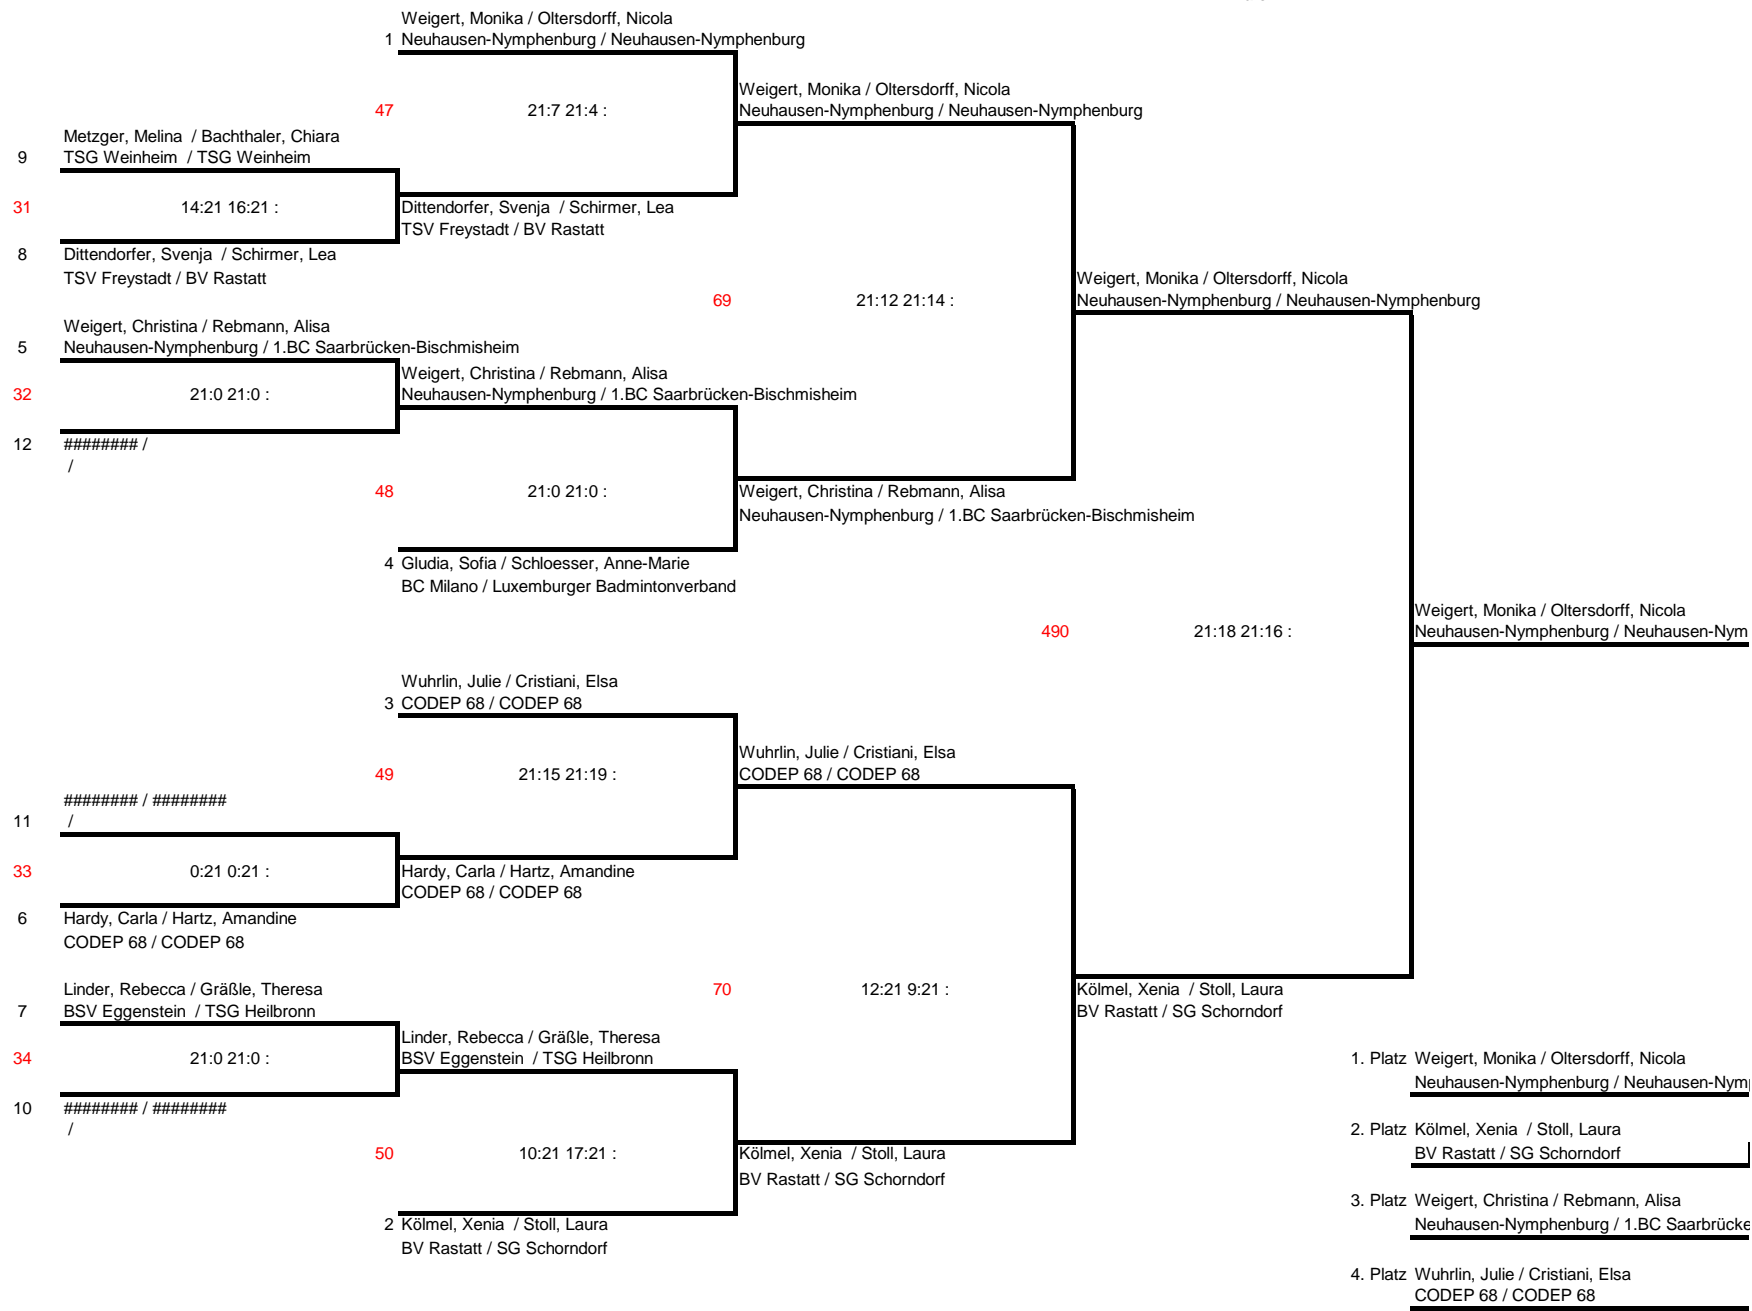 Weigert, Monika / Oltersdorff, Nicola
1 Neuhausen-Nymphenburg / Neuhausen-Nymphenburg
Weigert, Monika / Oltersdorff, Nicola
47 21:7 21:4 : Neuhausen-Nymphenburg / Neuhausen-Nymphenburg
Metzger, Melina / Bachthaler, Chiara
9 TSG Weinheim / TSG Weinheim
31 14:21 16:21 : Dittendorfer, Svenja / Schirmer, Lea
TSV Freystadt / BV Rastatt
8 Dittendorfer, Svenja / Schirmer, Lea
TSV Freystadt / BV Rastatt
Weigert, Monika / Oltersdorff, Nicola
69 21:12 21:14 : Neuhausen-Nymphenburg / Neuhausen-Nymphenburg
Weigert, Christina / Rebmann, Alisa
5 Neuhausen-Nymphenburg / 1.BC Saarbrücken-Bischmisheim
Weigert, Christina / Rebmann, Alisa
32 21:0 21:0 : Neuhausen-Nymphenburg / 1.BC Saarbrücken-Bischmisheim
12 ######## /
/
48 21:0 21:0 : Weigert, Christina / Rebmann, Alisa
Neuhausen-Nymphenburg / 1.BC Saarbrücken-Bischmisheim
4 Gludia, Sofia / Schloesser, Anne-Marie
BC Milano / Luxemburger Badmintonverband
Weigert, Monika / Oltersdorff, Nicola
490 21:18 21:16 : Neuhausen-Nymphenburg / Neuhausen-Nym
Wuhrlin, Julie / Cristiani, Elsa
3 CODEP 68 / CODEP 68
Wuhrlin, Julie / Cristiani, Elsa
49 21:15 21:19 : CODEP 68 / CODEP 68
######## / ########
11 /
33 0:21 0:21 : Hardy, Carla / Hartz, Amandine
CODEP 68 / CODEP 68
6 Hardy, Carla / Hartz, Amandine
CODEP 68 / CODEP 68
Linder, Rebecca / Gräßle, Theresa
70 12:21 9:21 : Kölmel, Xenia / Stoll, Laura
7 BSV Eggenstein / TSG Heilbronn
BV Rastatt / SG Schorndorf
Linder, Rebecca / Gräßle, Theresa
34 21:0 21:0 : BSV Eggenstein / TSG Heilbronn
1. Platz Weigert, Monika / Oltersdorff, Nicola
Neuhausen-Nymphenburg / Neuhausen-Nym
10 ######## / ########
/
2. Platz Kölmel, Xenia / Stoll, Laura
BV Rastatt / SG Schorndorf
50 10:21 17:21 : Kölmel, Xenia / Stoll, Laura
BV Rastatt / SG Schorndorf
3. Platz Weigert, Christina / Rebmann, Alisa
Neuhausen-Nymphenburg / 1.BC Saarbrücke
2 Kölmel, Xenia / Stoll, Laura
BV Rastatt / SG Schorndorf
4. Platz Wuhrlin, Julie / Cristiani, Elsa
CODEP 68 / CODEP 68